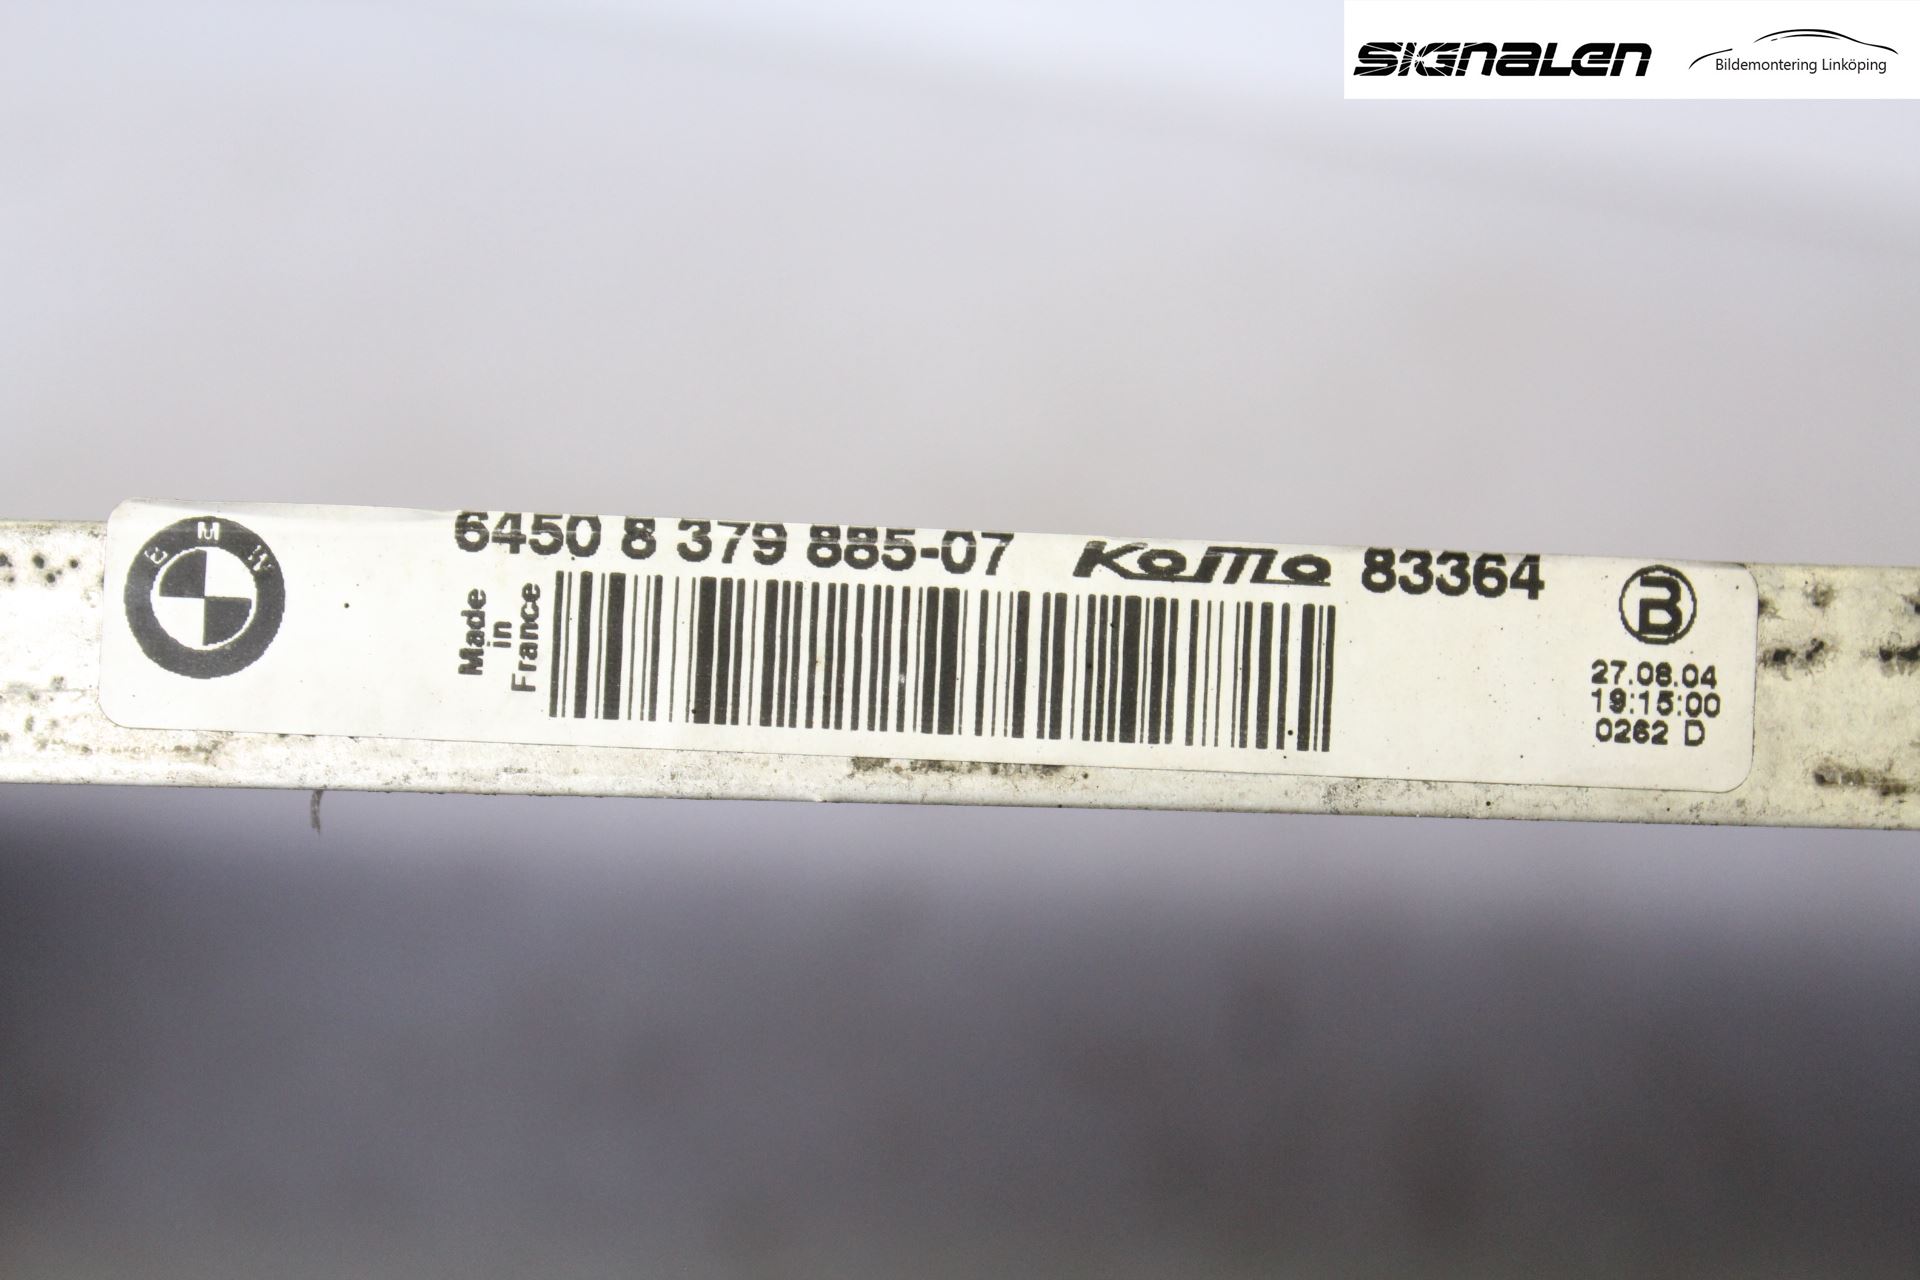 SIGNALEN
Bildemontering Linköping
BMW
6450 8 379 885-07 KoMo 83364
Made
in
France
B
27.08.04
19:15:00
0262 D